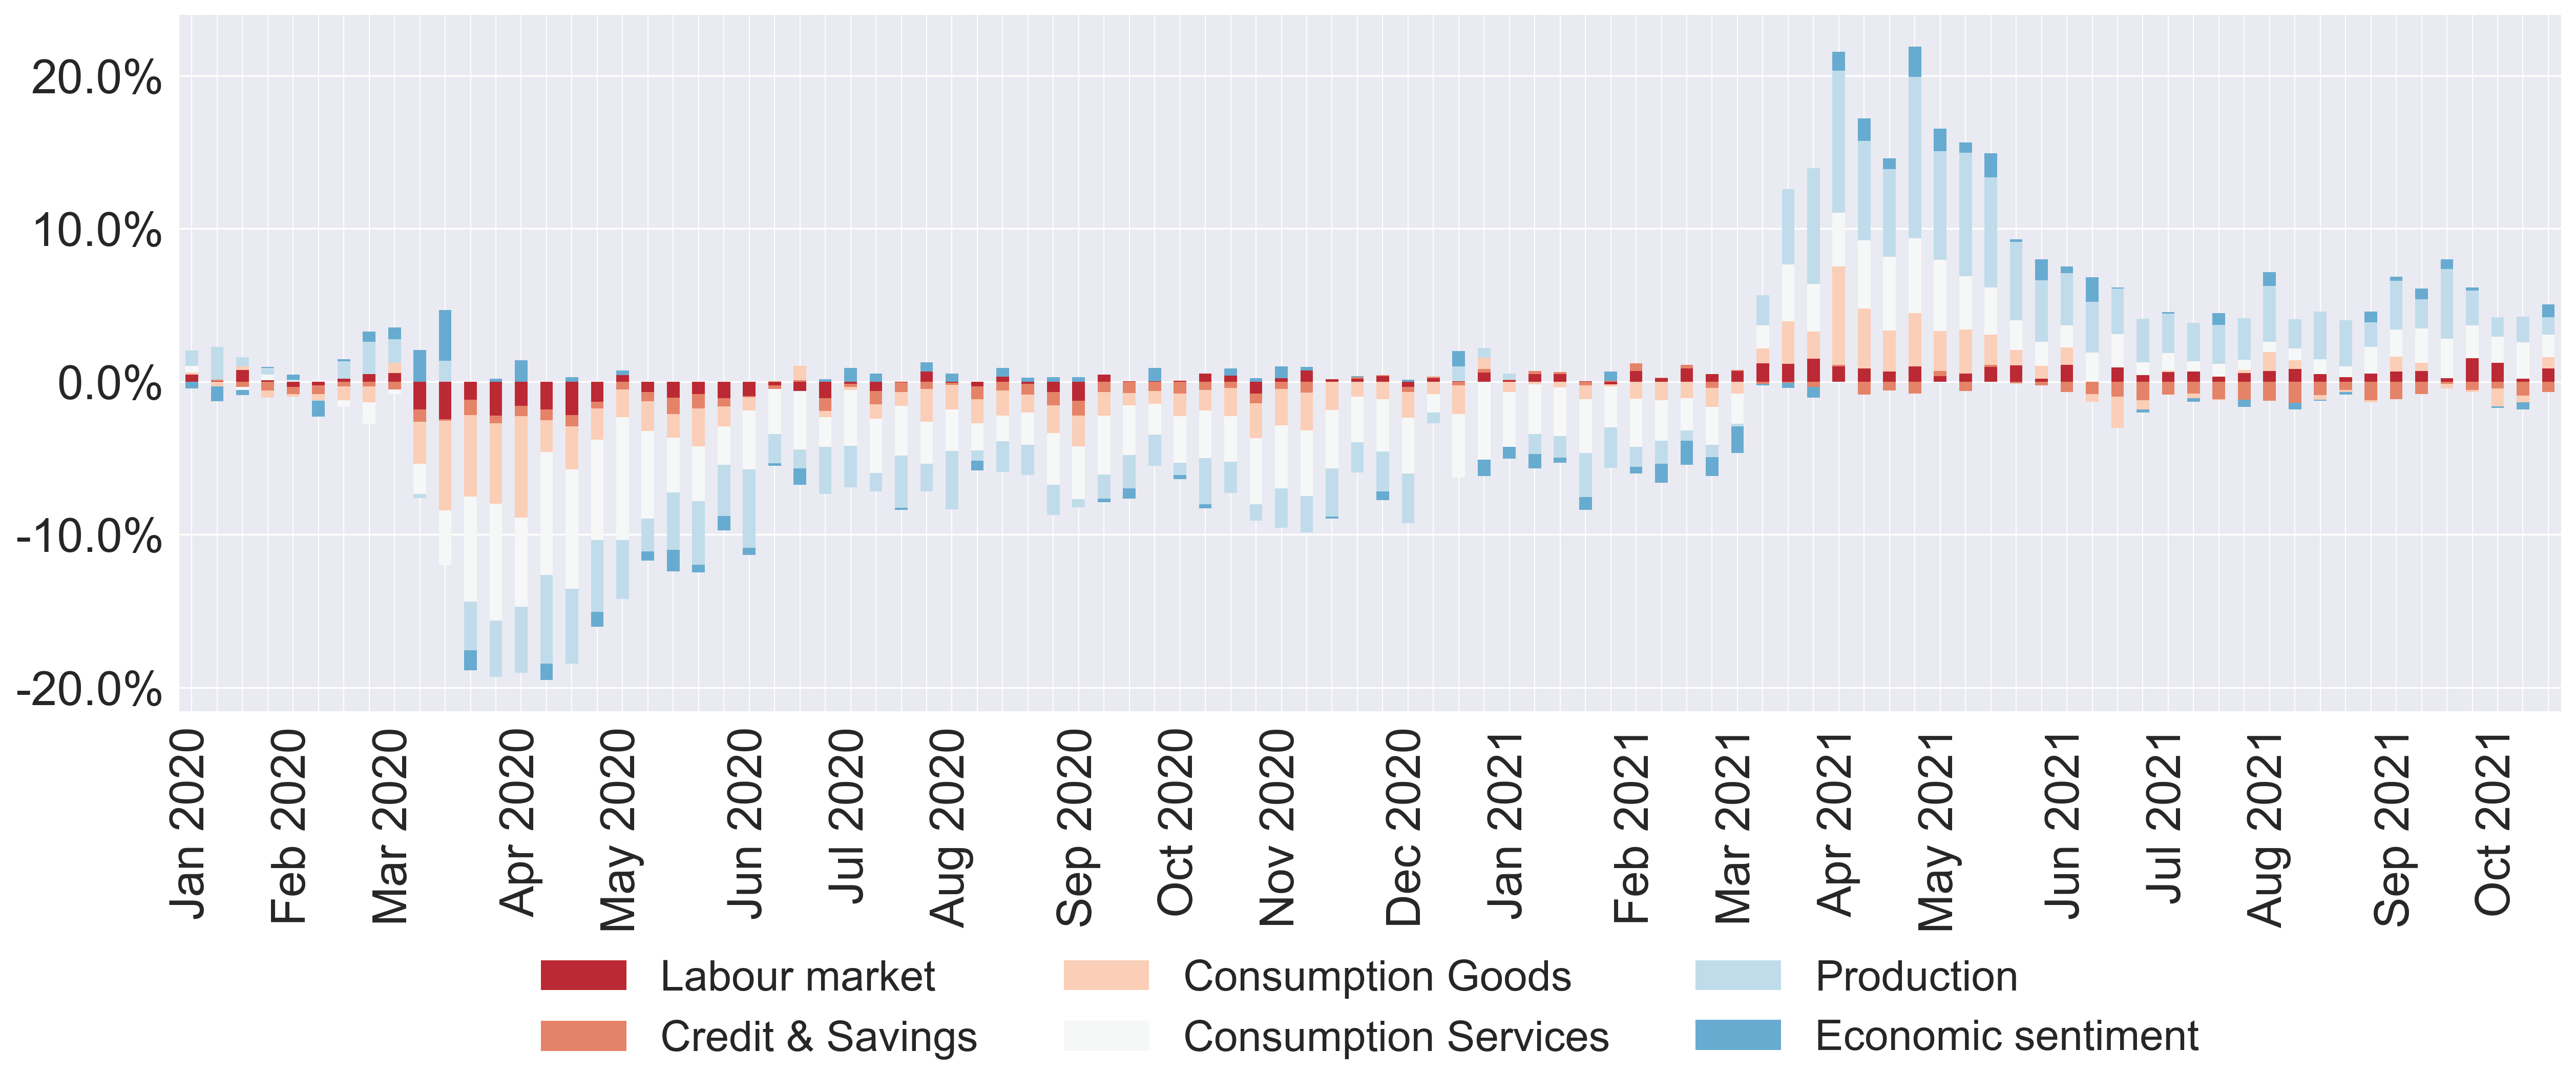 20.0%
10.0%
0.0%
-10.0%
-20.0%
Jan 2020
Feb 2020
Mar 2020
Apr 2020
May 2020
Jun 2020
Jul 2020
Aug 2020
Sep 2020
Oct 2020
Nov 2020
Dec 2020
Jan 2021
Feb 2021
Mar 2021
Apr 2021
May 2021
Jun 2021
Jul 2021
Aug 2021
Sep 2021
Oct 2021
Labour market
Consumption Goods
Production
Credit & Savings
Consumption Services
Economic sentiment